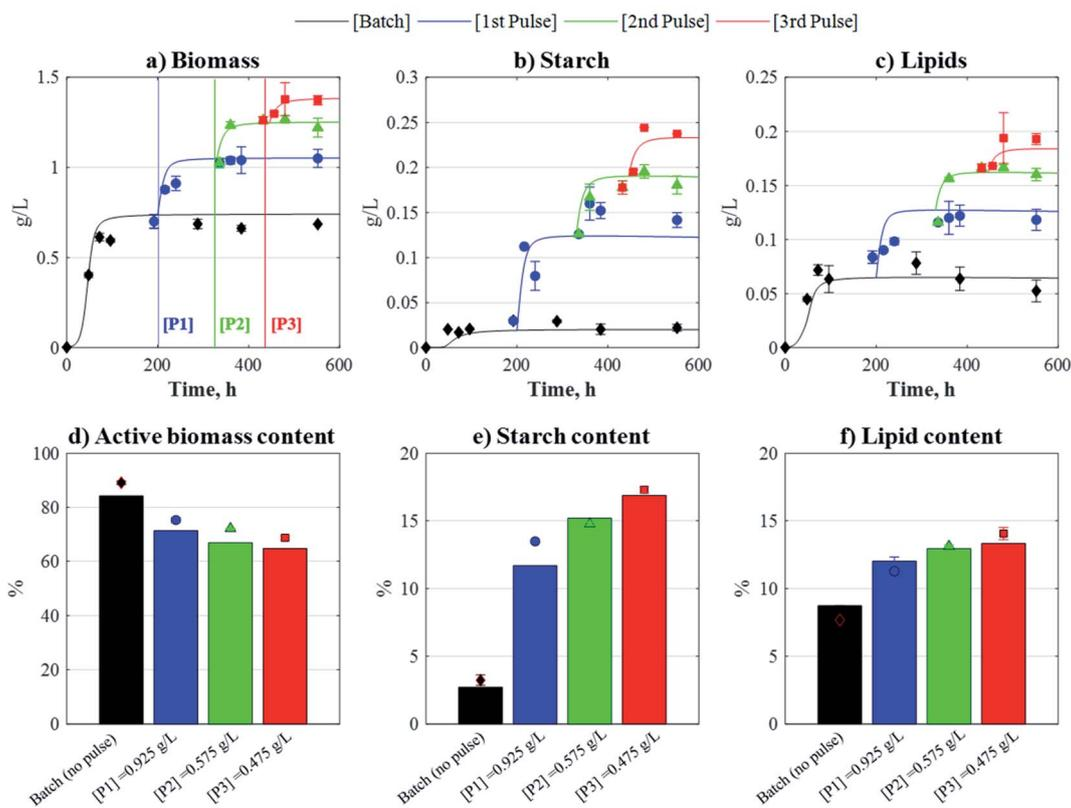 [Batch] [1st Pulse] [2nd Pulse] [3rd Pulse]
a) Biomass
1.5
1
0.5
0
g/L
[P1] [P2] [P3]
0 200 400 600
Time, h
b) Starch
0.3
0.25
0.2
0.15
0.1
0.05
0
g/L
0 200 400 600
Time, h
c) Lipids
0.25
0.2
0.15
0.1
0.05
0
g/L
0 200 400 600
Time, h
d) Active biomass content
100
80
60
40
20
0
%
Batch (no pulse)
[P1] =0.925 g/L
[P2] =0.575 g/L
[P3] =0.475 g/L
e) Starch content
20
15
10
5
0
%
Batch (no pulse)
[P1] =0.925 g/L
[P2] =0.575 g/L
[P3] =0.475 g/L
f) Lipid content
20
15
10
5
0
%
Batch (no pulse)
[P1] =0.925 g/L
[P2] =0.575 g/L
[P3] =0.475 g/L